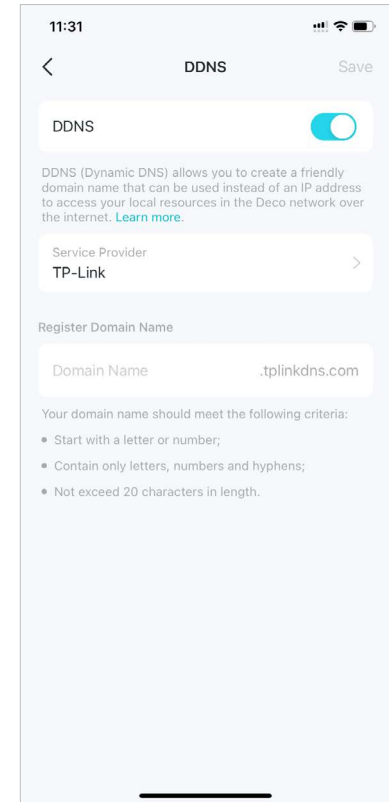 11:31
DDNS
Save
DDNS
DDNS (Dynamic DNS) allows you to create a friendly
domain name that can be used instead of an IP address
to access your local resources in the Deco network over
the internet. Learn more.
Service Provider
TP-Link
Register Domain Name
Domain Name .tplinkdns.com
Your domain name should meet the following criteria:
• Start with a letter or number;
• Contain only letters, numbers and hyphens;
• Not exceed 20 characters in length.